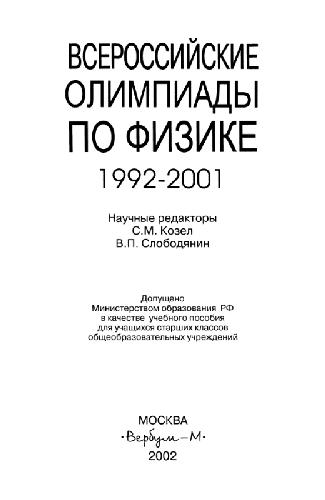 ВСЕРОССИЙСКИЕ
ОЛИМПИАДЫ
ПО ФИЗИКЕ
1992-2001
Научные редакторы
С.М. Козел
В.П. Слободянин
Допущено
Министерством образования РФ
в качестве учебного пособия
для учащихся старших классов
общеобразовательных учреждений
МОСКВА
·Вербум-М·
2002